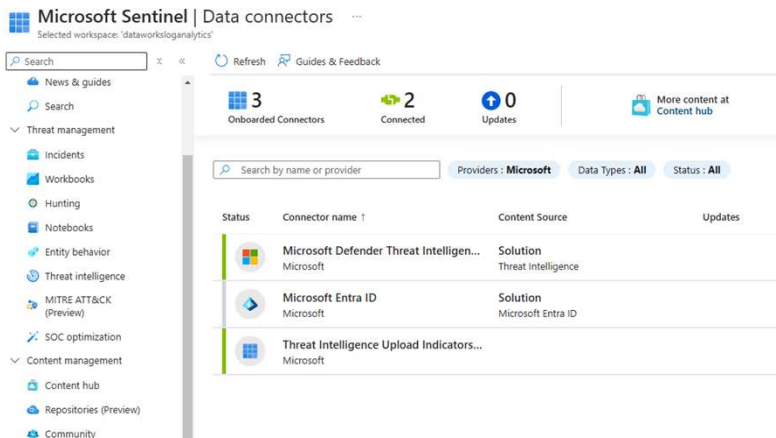 Microsoft Sentinel | Data connectors ...
Selected workspace: 'dataworksloganalytics'
Search
News & guides
Search
Threat management
Incidents
Workbooks
Hunting
Notebooks
Entity behavior
Threat intelligence
MITRE ATT&CK
(Preview)
SOC optimization
Content management
Content hub
Repositories (Preview)
Community
Refresh Guides & Feedback
3
Onboarded Connectors
2
Connected
0
Updates
More content at
Content hub
Search by name or provider
Providers : Microsoft
Data Types : All
Status : All
Status Connector name ↑ Content Source Updates
Microsoft Defender Threat Intelligen... Solution
Microsoft Threat Intelligence
Microsoft Entra ID Solution
Microsoft Microsoft Entra ID
Threat Intelligence Upload Indicators...
Microsoft